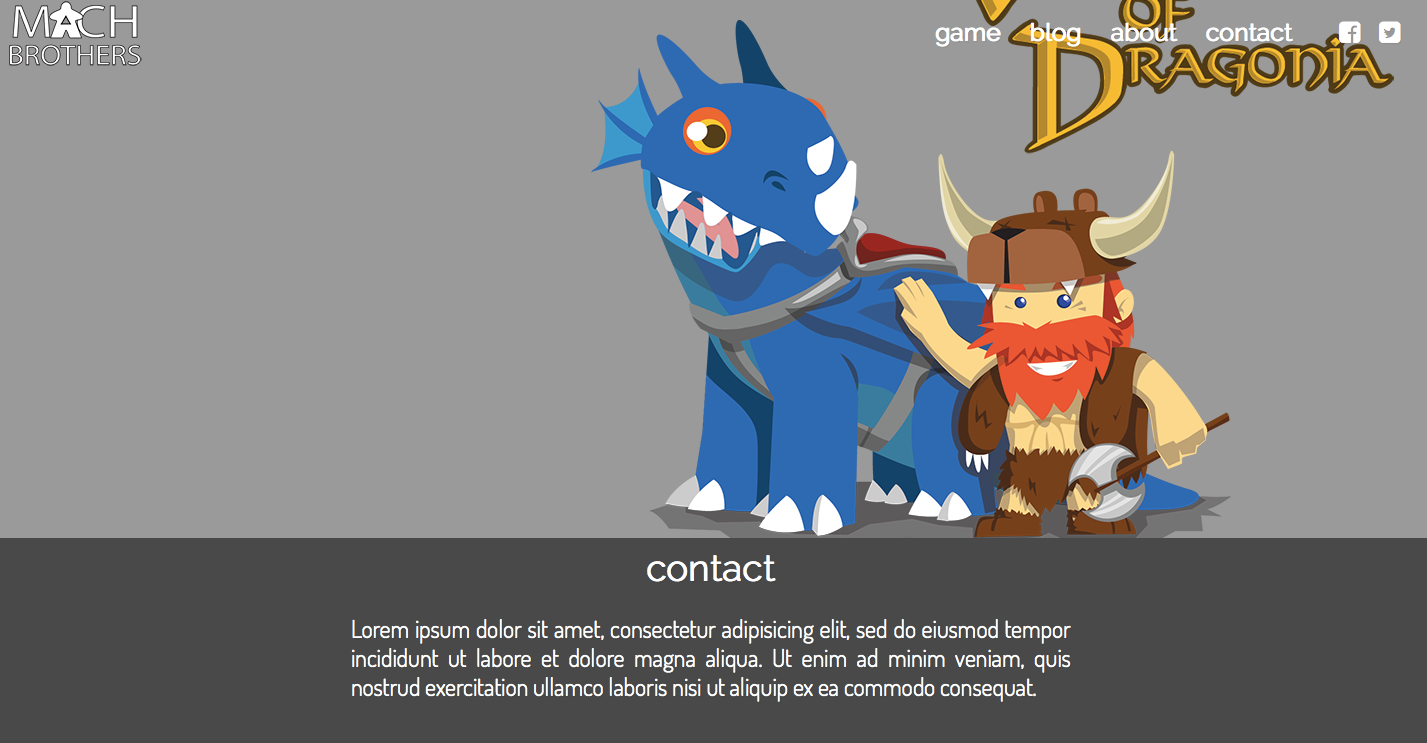 MACH
BROTHERS
game blog about contact
OF
DRAGONIA
contact
Lorem ipsum dolor sit amet, consectetur adipisicing elit, sed do eiusmod tempor
incididunt ut labore et dolore magna aliqua. Ut enim ad minim veniam, quis
nostrud exercitation ullamco laboris nisi ut aliquip ex ea commodo consequat.